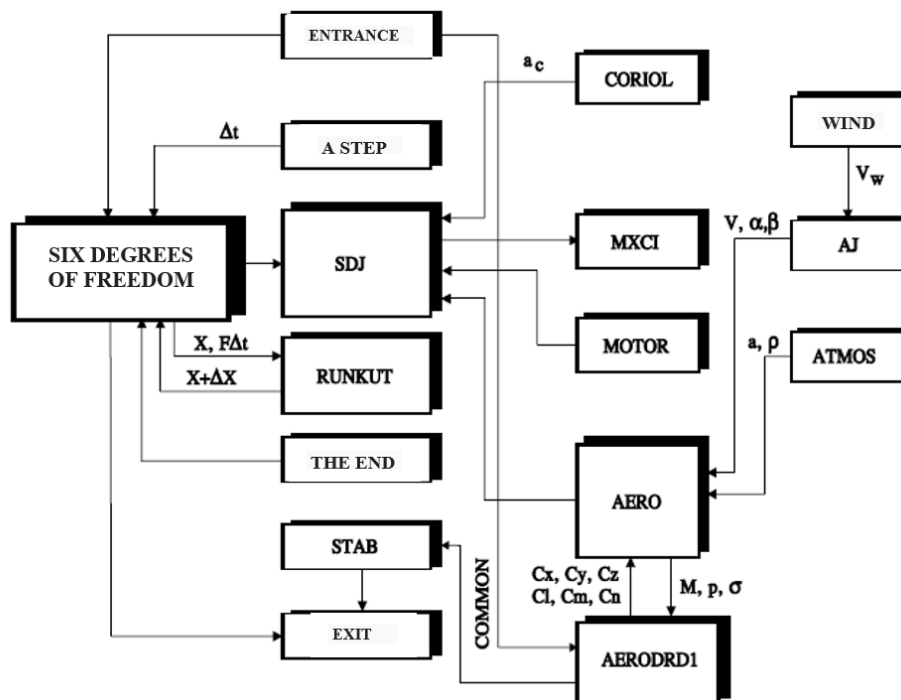 ENTRANCE
a_c
CORIOL
WIND
Δt
A STEP
V_w
SIX DEGREES
OF FREEDOM
SDJ
MXCI
V, α,β
AJ
X, FΔt
X+ΔX
RUNKUT
MOTOR
a, ρ
ATMOS
THE END
AERO
STAB
COMMON
Cx, Cy, Cz
Cl, Cm, Cn
M, p, σ
EXIT
AERODRD1